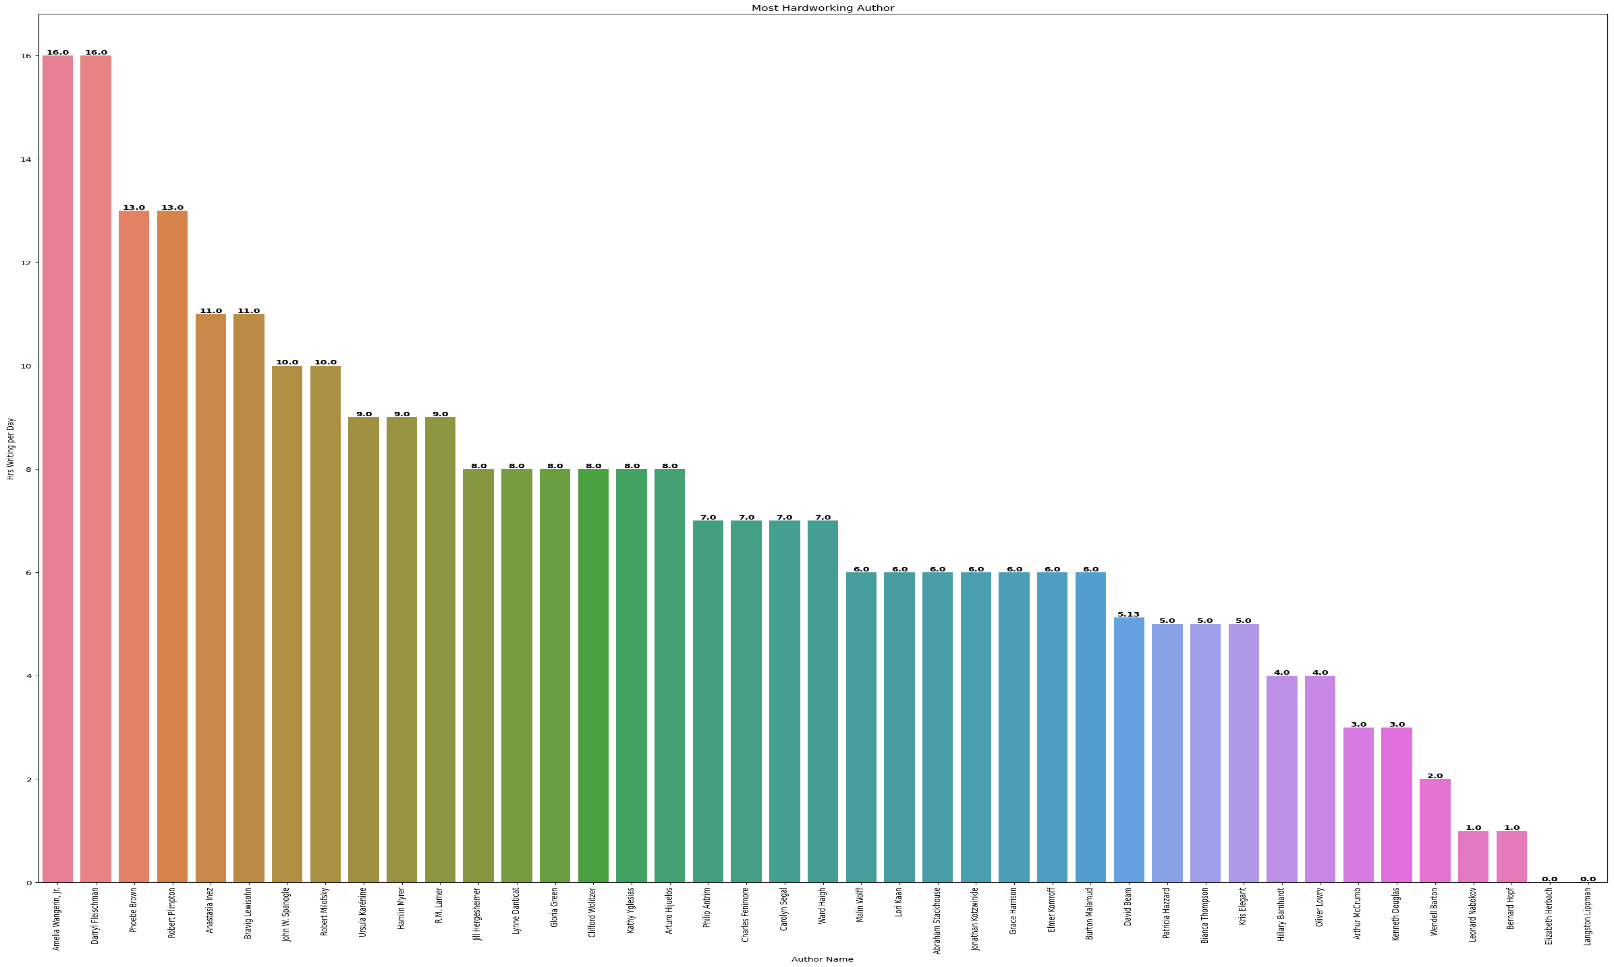 Most Hardworking Author
Hrs Writing per Day
16
14
12
10
8
6
4
2
0
16.0
16.0
13.0
13.0
11.0
11.0
10.0
10.0
9.0
9.0
9.0
8.0
8.0
8.0
8.0
8.0
8.0
7.0
7.0
7.0
7.0
6.0
6.0
6.0
6.0
6.0
6.0
6.0
5.13
5.0
5.0
5.0
4.0
4.0
3.0
3.0
2.0
1.0
1.0
0.0
0.0
Amelia Wangerin, Jr.
Darryl Fleischman
Phoebe Brown
Robert Plimpton
Anastasia Inez
Bravig Lewisohn
John W. Spanogle
Robert Milofsky
Ursula Karénine
Hamlin Myrer
R.M. Larner
Jill Hergesheimer
Lynne Danticat
Gloria Green
Clifford Wolitzer
Kathy Yglesias
Arturo Hijuelos
Philip Antrim
Charles Fenimore
Carolyn Segal
Ward Haigh
Malin Wolff
Lori Kaan
Abraham Stackhouse
Jonathan Kotzwinkle
Grace Harrison
Elmer Komroff
Burton Malamud
David Beam
Patricia Hazzard
Bianca Thompson
Kris Elegant
Hillary Barnhardt
Oliver Lowry
Arthur McCrumb
Kenneth Douglas
Wendell Barton
Leonard Nabokov
Bernard Hopf
Elizabeth Herbach
Langston Lippman
Author Name